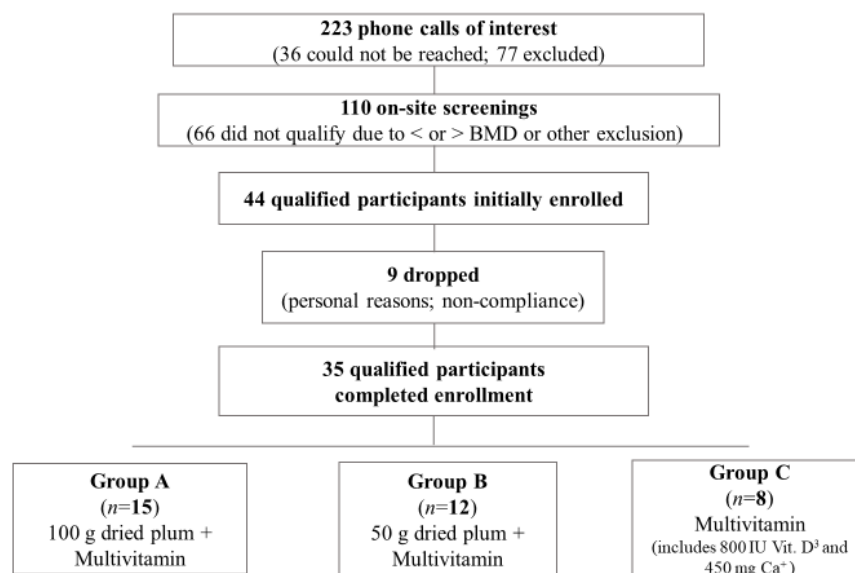 223 phone calls of interest
(36 could not be reached; 77 excluded)
110 on-site screenings
(66 did not qualify due to < or > BMD or other exclusion)
44 qualified participants initially enrolled
9 dropped
(personal reasons; non-compliance)
35 qualified participants
completed enrollment
Group A
(n=15)
100 g dried plum +
Multivitamin
Group B
(n=12)
50 g dried plum +
Multivitamin
Group C
(n=8)
Multivitamin
(includes 800 IU Vit. D³ and
450 mg Ca⁺)